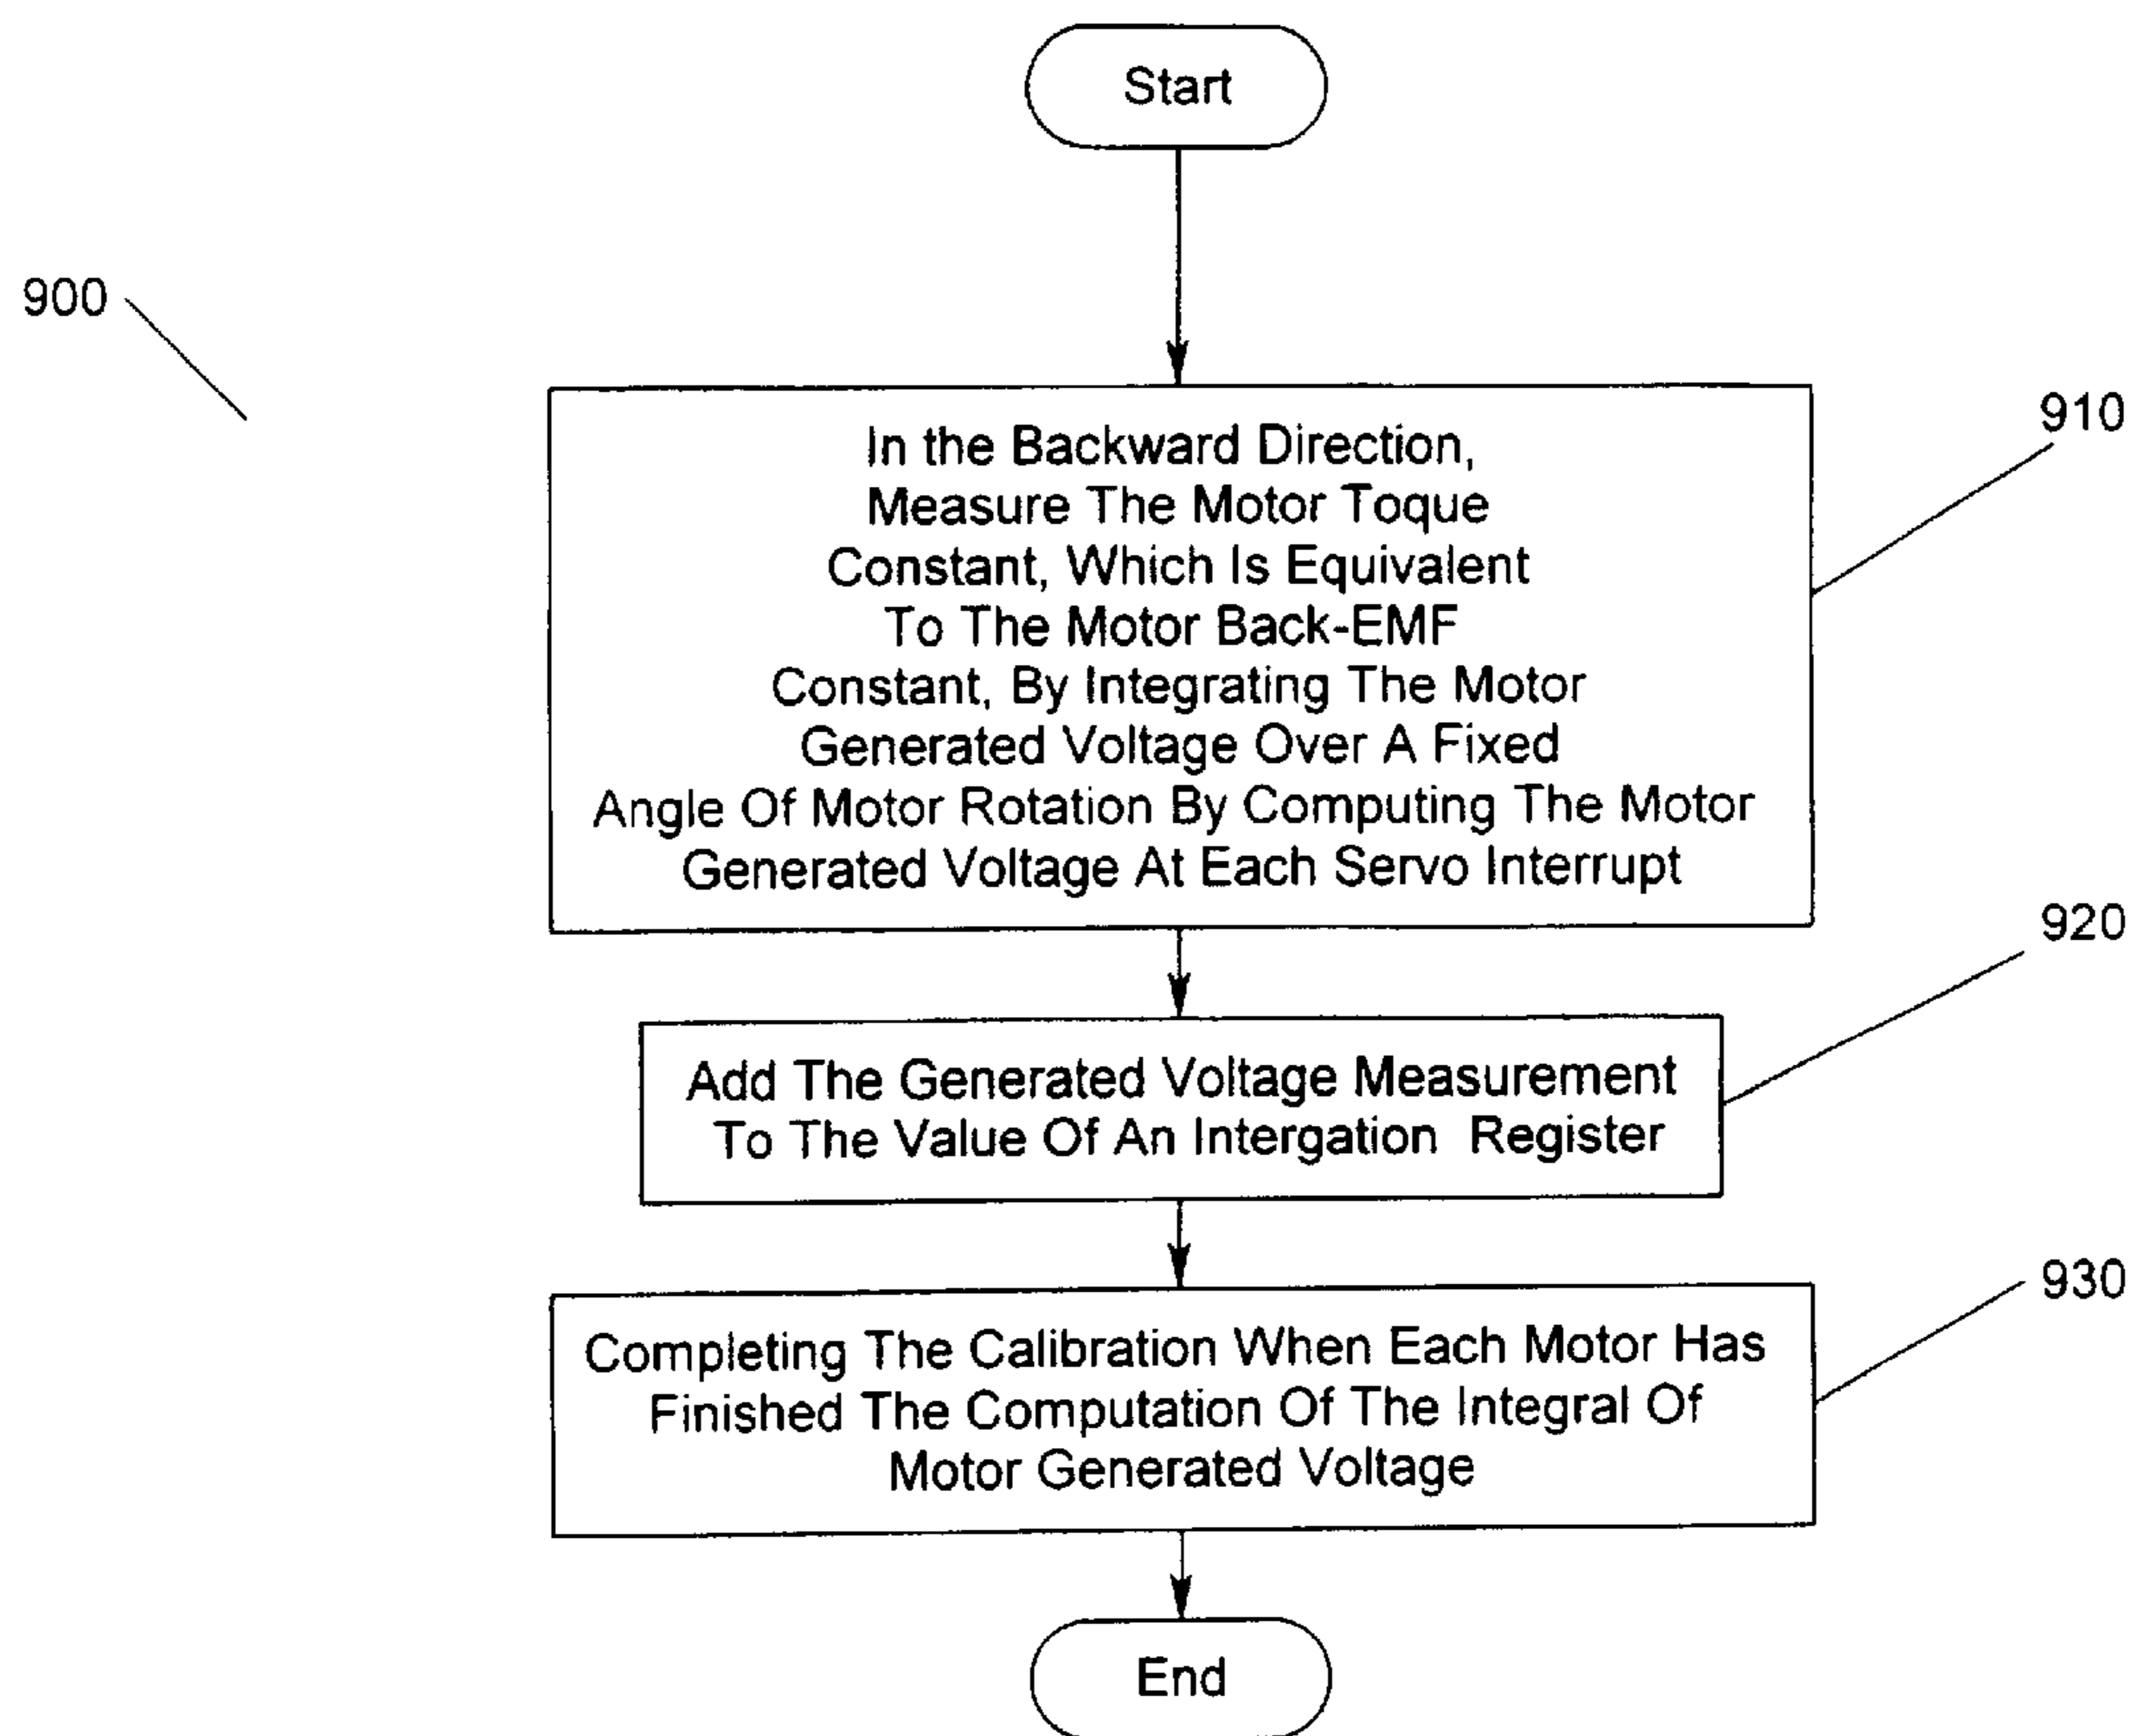 Start
900
910
In the Backward Direction,
Measure The Motor Toque
Constant, Which Is Equivalent
To The Motor Back-EMF
Constant, By Integrating The Motor
Generated Voltage Over A Fixed
Angle Of Motor Rotation By Computing The Motor
Generated Voltage At Each Servo Interrupt
920
Add The Generated Voltage Measurement
To The Value Of An Intergation Register
930
Completing The Calibration When Each Motor Has
Finished The Computation Of The Integral Of
Motor Generated Voltage
End